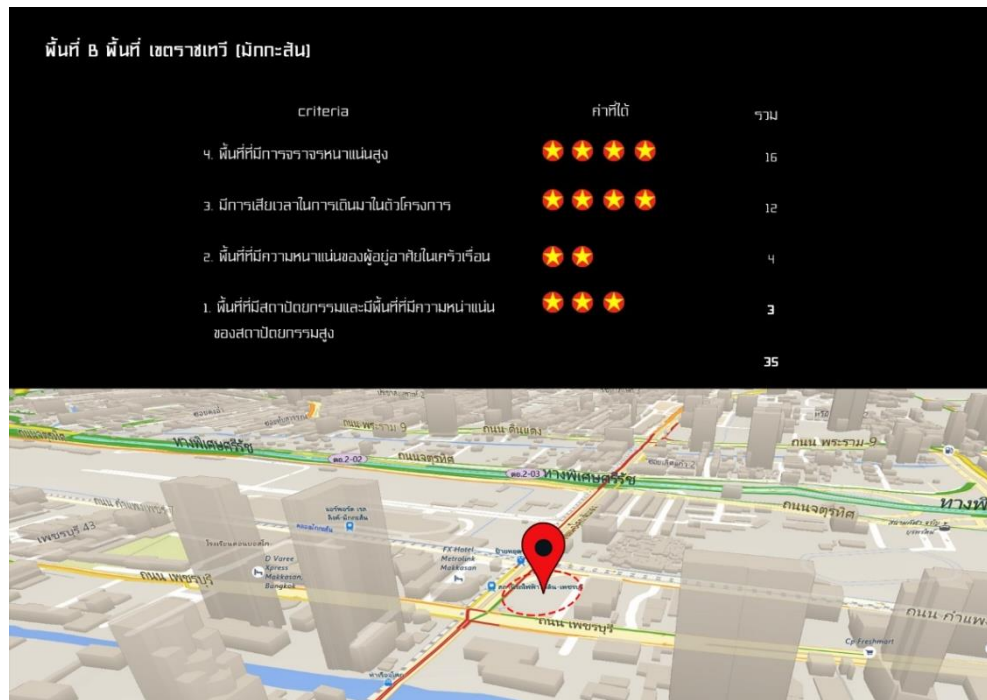 พื้นที่ B พื้นที่ เขตราชเทวี (มักกะสัน)
criteria ค่าที่ได้ รวม
4. พื้นที่ที่มีการจราจรหนาแน่นสูง 16
3. มีการเสียเวลาในการเดินมาในตัวโครงการ 12
2. พื้นที่ที่มีความหนาแน่นของผู้อยู่อาศัยในเครัวเรื่อน 4
1. พื้นที่ที่มีสถาปัตยกรรมและมีพื้นที่ที่มีความหน่าแน่น 3
ของสถาปัตยกรรมสูง
35
ถนน พระราม 9
ถนน ดินแดง
ถนน พระราม 9
ทางพิเศษศรีรัช
ดอ.2-02
ถนนจตุรทิศ
ดอ.2-03
ทางพิเศษศรีรัช
ทางพิ
ถนนจตุรทิศ
เพชรบุรี 43
D Varee
Xpress
Makkasan,
Bangkok
FX Hotel
Metrolink
Makkasan
ถนน เพชรบุรี
ถนน เพชรบุรี
ถนน กำแพ
Cp Freshmart